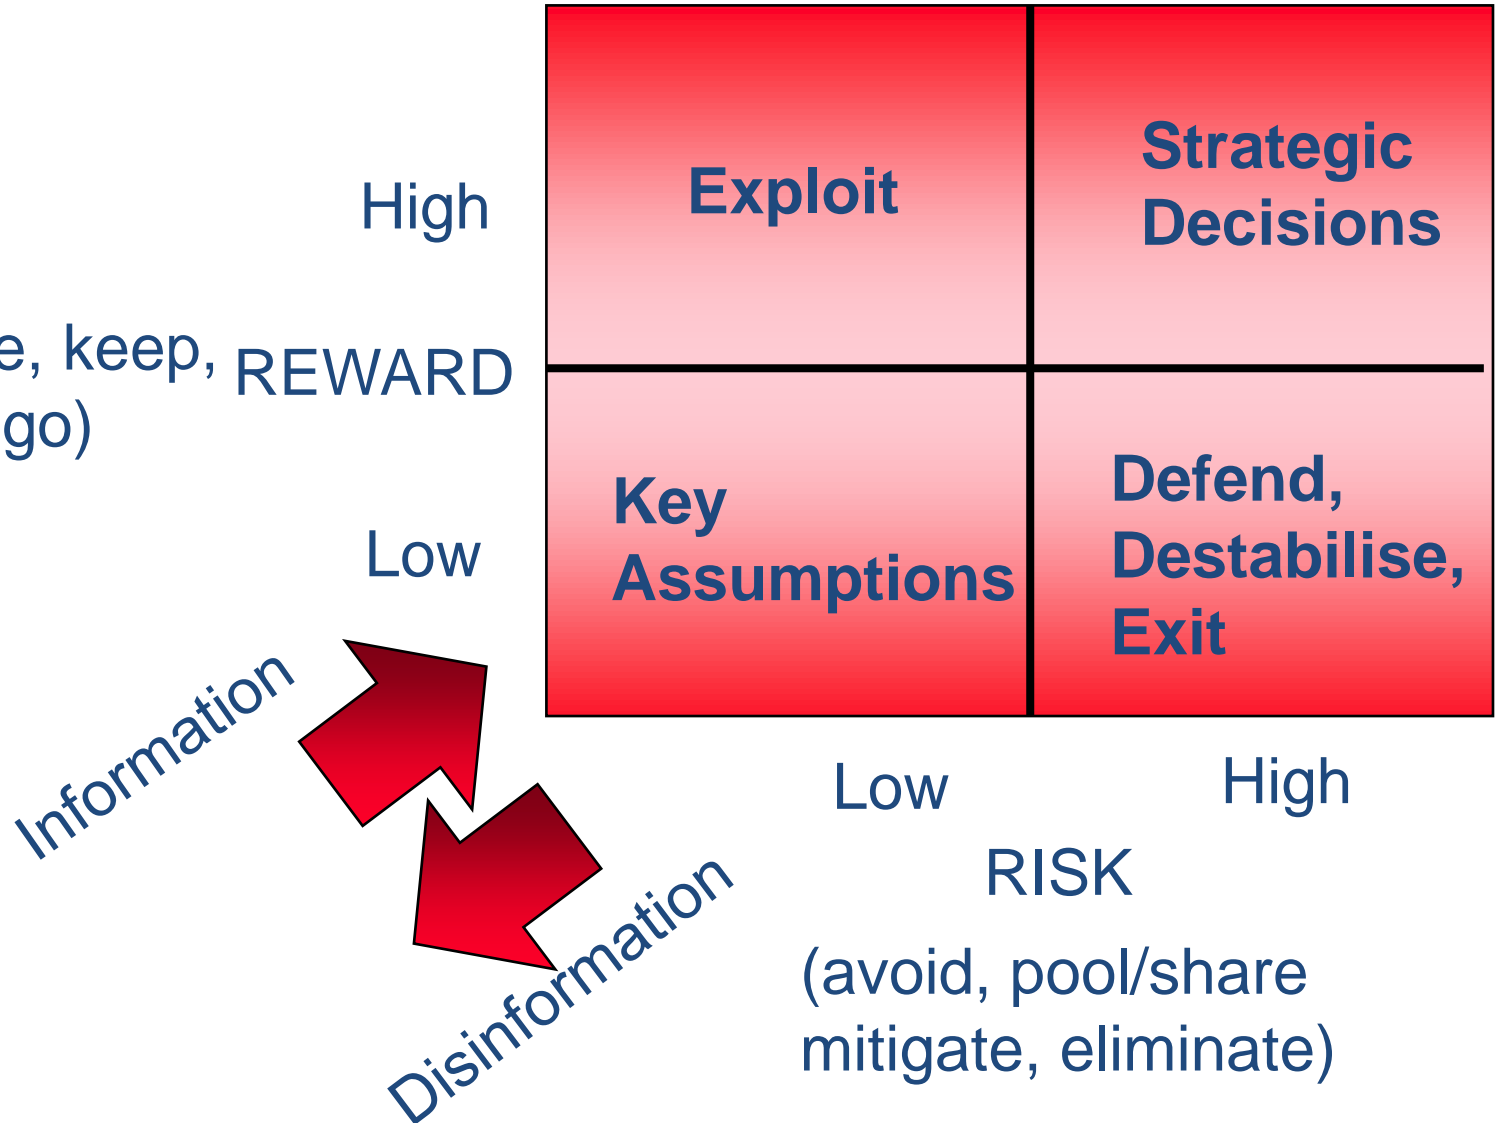 Exploit
Strategic
Decisions
High
keep,
REWARD
go)
Key
Assumptions
Defend,
Destabilise,
Exit
Low
Information
Disinformation
Low
High
RISK
(avoid, pool/share
mitigate, eliminate)